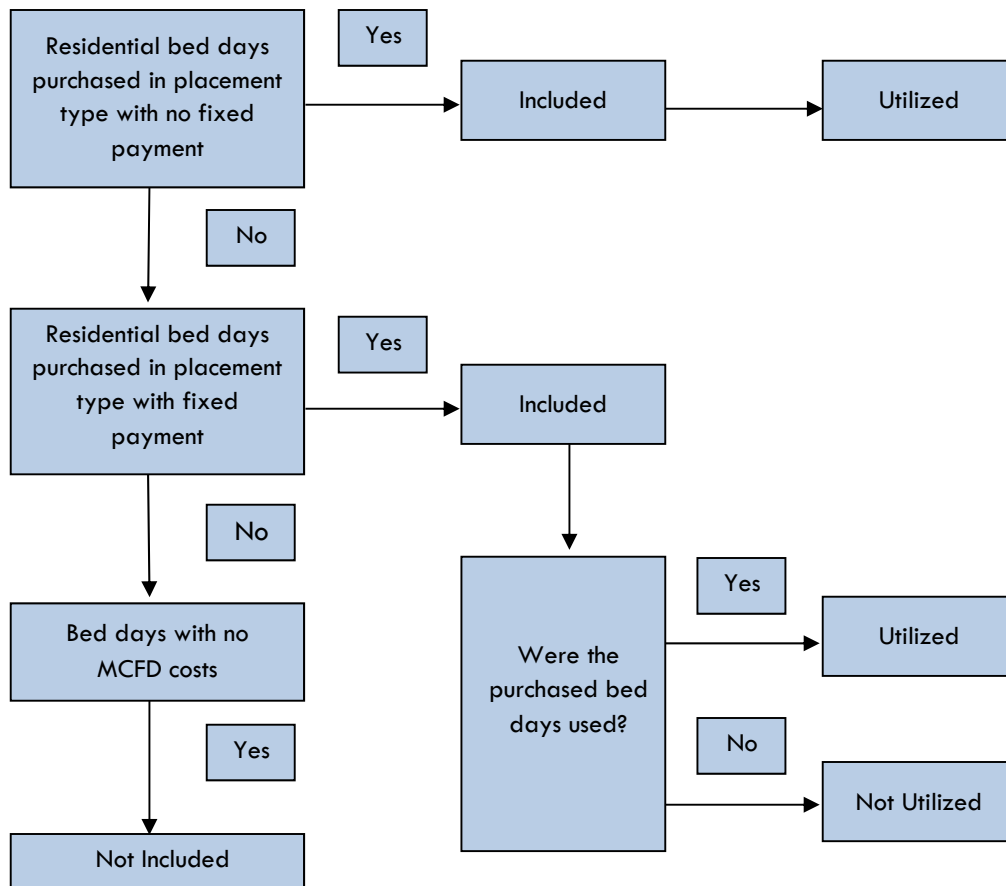 Residential bed days
purchased in placement
type with no fixed
payment
Yes
Included
Utilized
No
Residential bed days
purchased in placement
type with fixed
payment
Yes
Included
No
Bed days with no
MCFD costs
Were the
purchased bed
days used?
Yes
Utilized
No
Not Utilized
Yes
Not Included